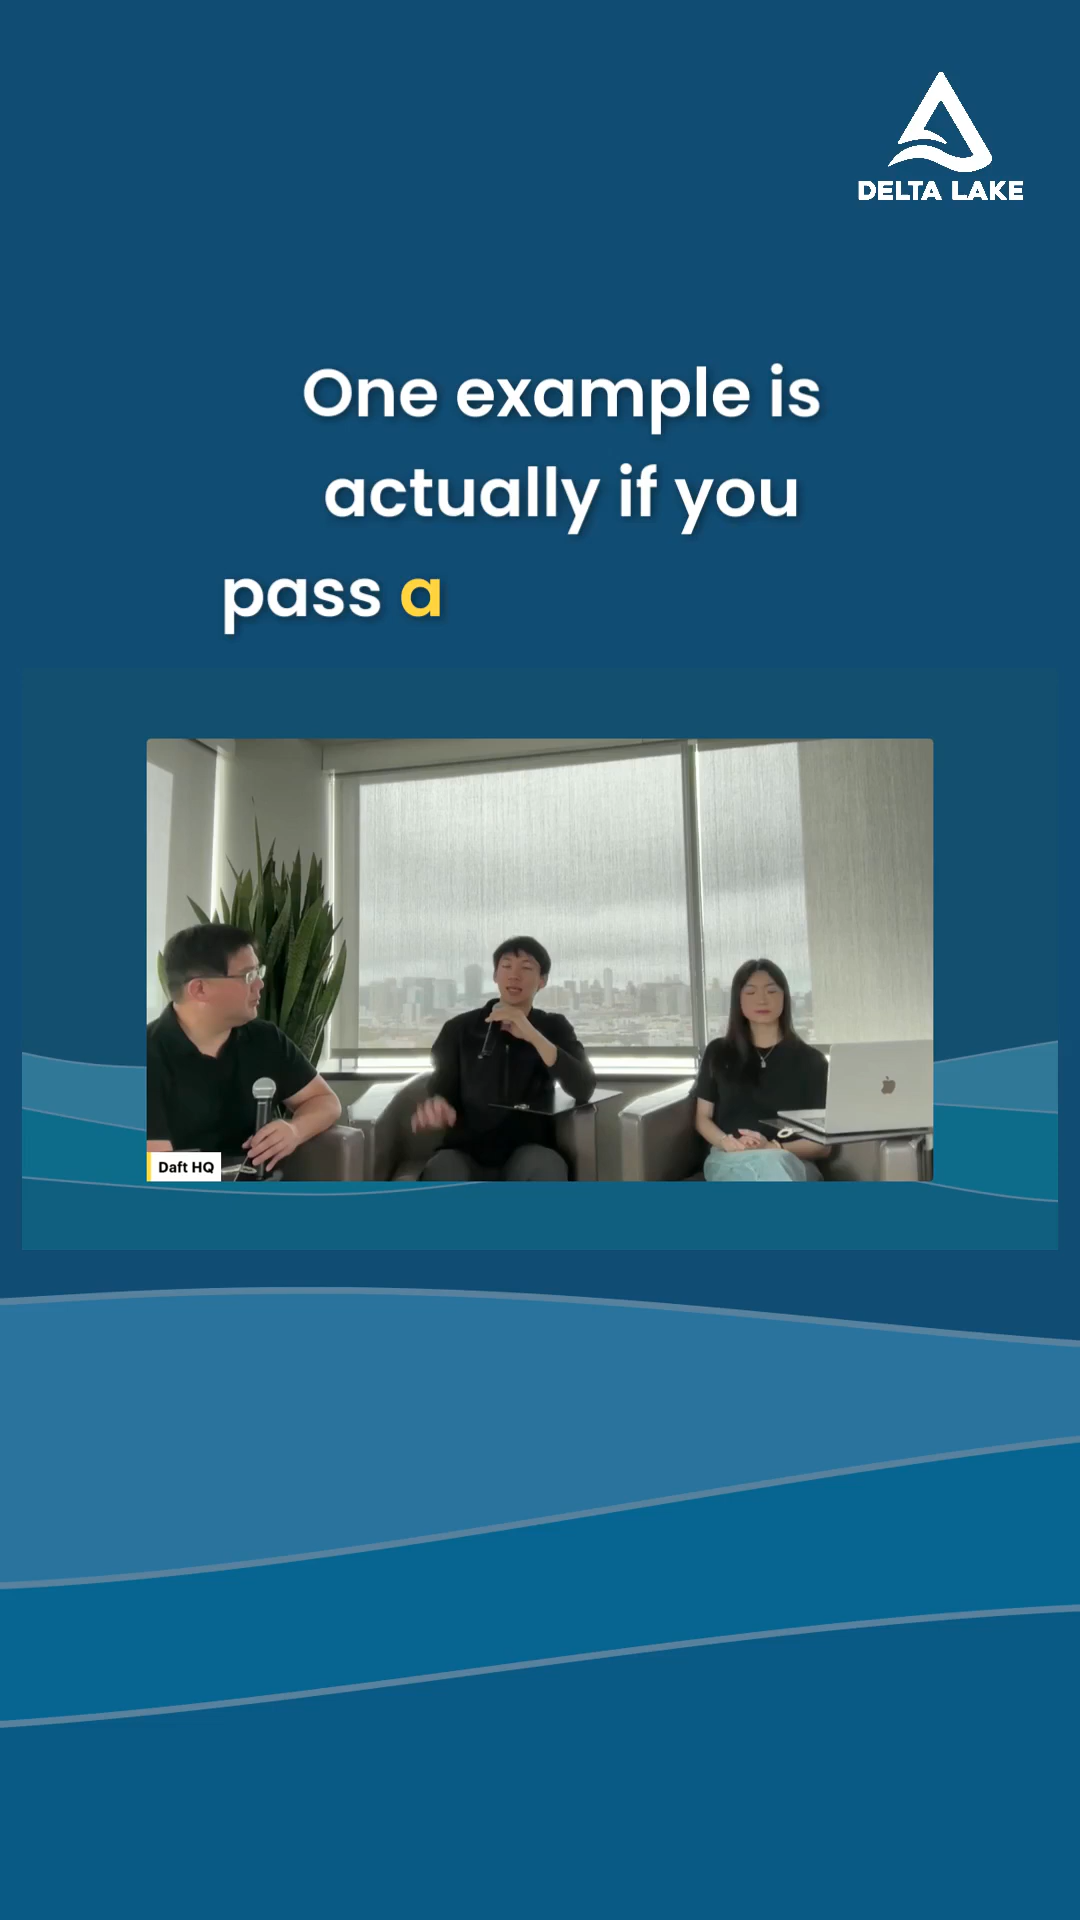 DELTA LAKE
One example is
actually if you
pass a
Daft HQ